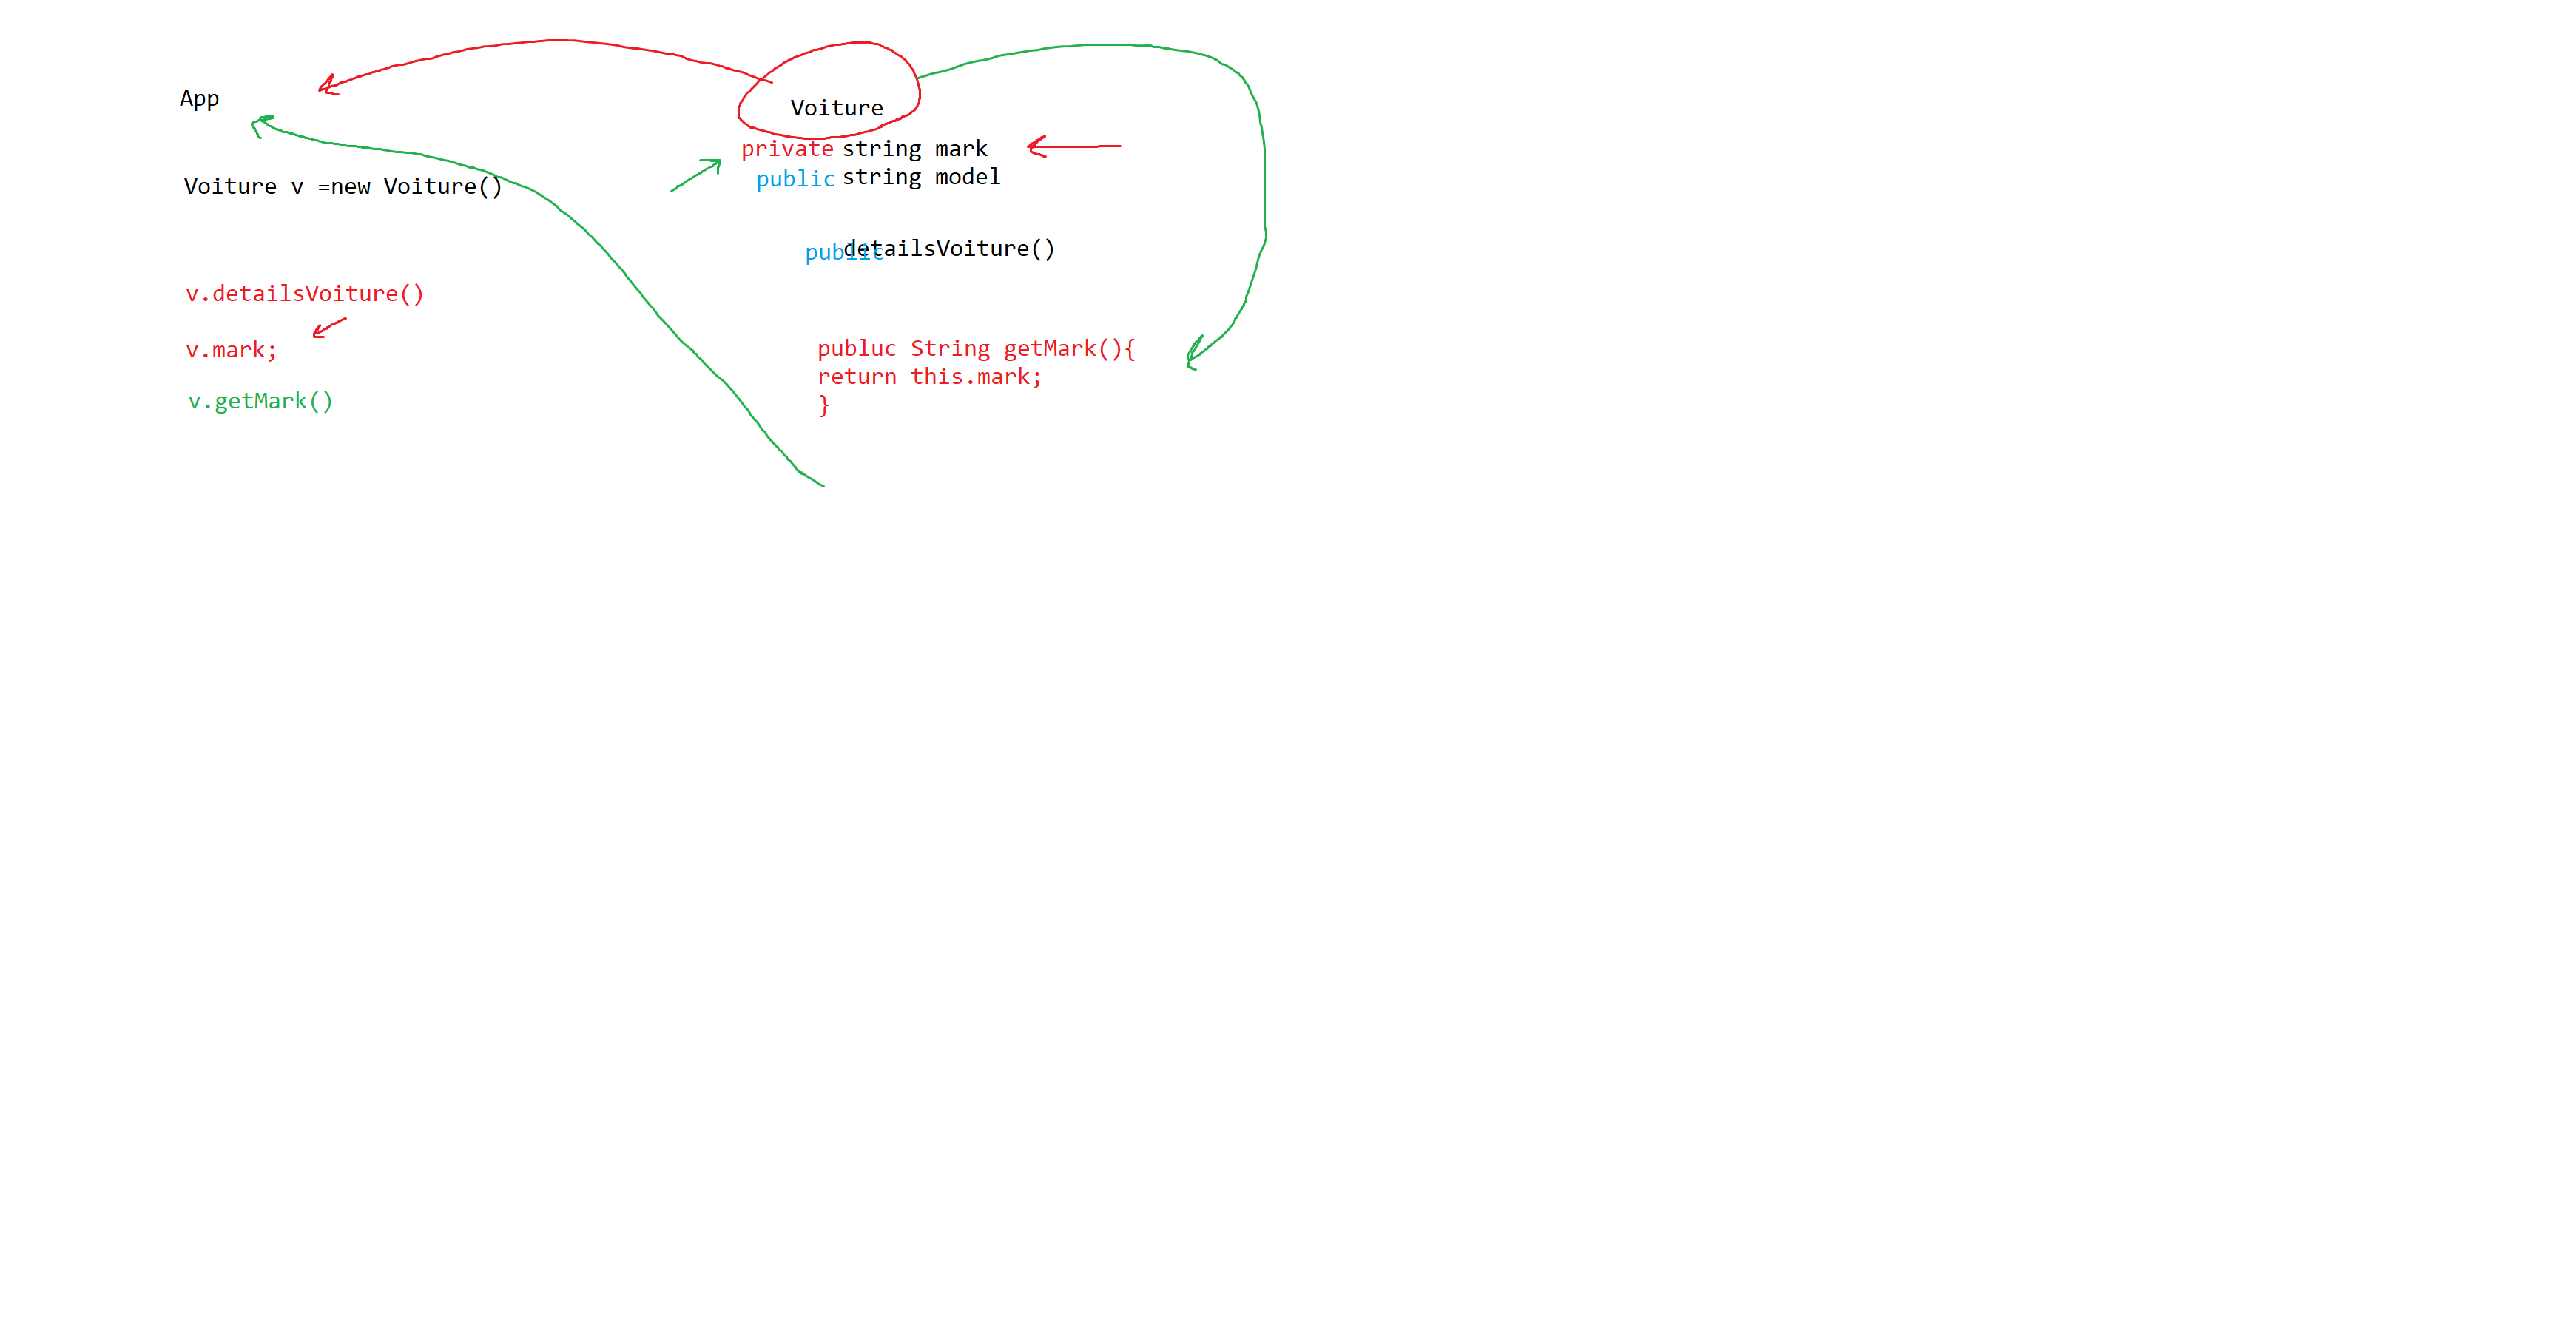 App
Voiture v =new Voiture()
v.detailsVoiture()
v.mark;
v.getMark()
Voiture
private string mark
public string model
public detailsVoiture()
publuc String getMark(){
return this.mark;
}